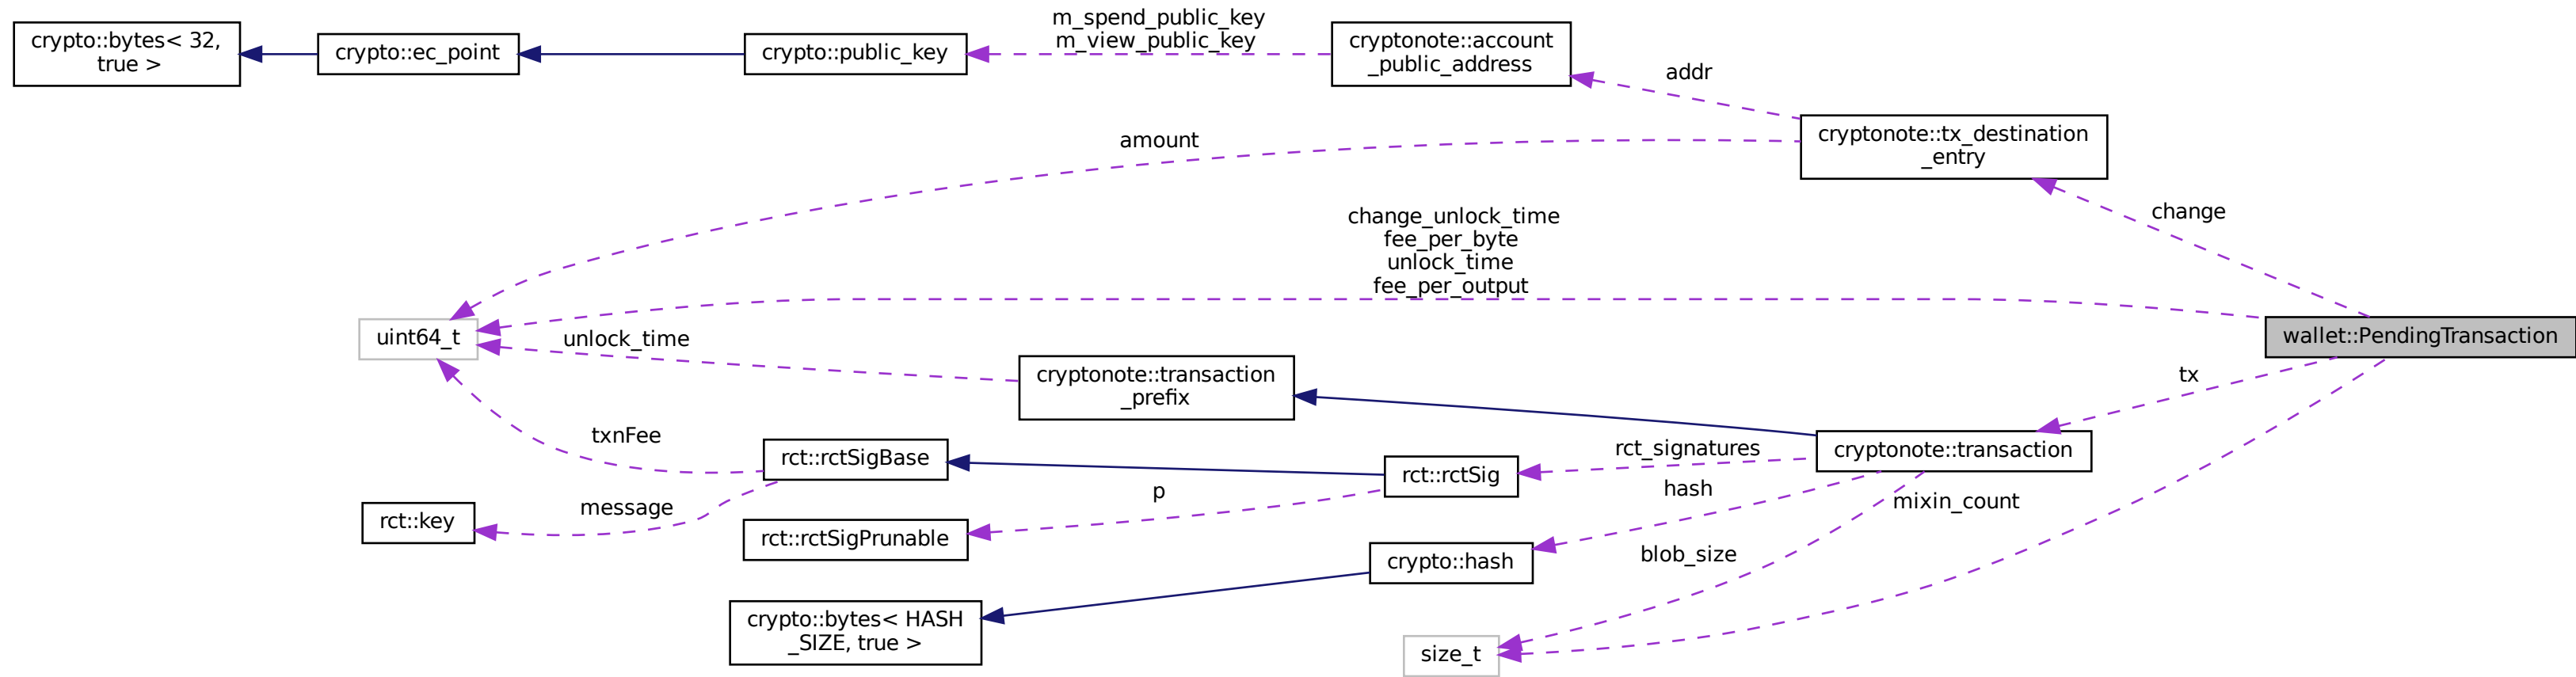 crypto::bytes< 32,
true >
crypto::ec_point
crypto::public_key
m_spend_public_key
m_view_public_key
cryptonote::account
_public_address
addr
cryptonote::tx_destination
_entry
amount
change
change_unlock_time
fee_per_byte
unlock_time
fee_per_output
uint64_t
unlock_time
wallet::PendingTransaction
cryptonote::transaction
_prefix
tx
txnFee
rct::rctSigBase
rct_signatures
cryptonote::transaction
rct::rctSig
hash
p
mixin_count
message
rct::key
rct::rctSigPrunable
blob_size
crypto::hash
crypto::bytes< HASH
_SIZE, true >
size_t